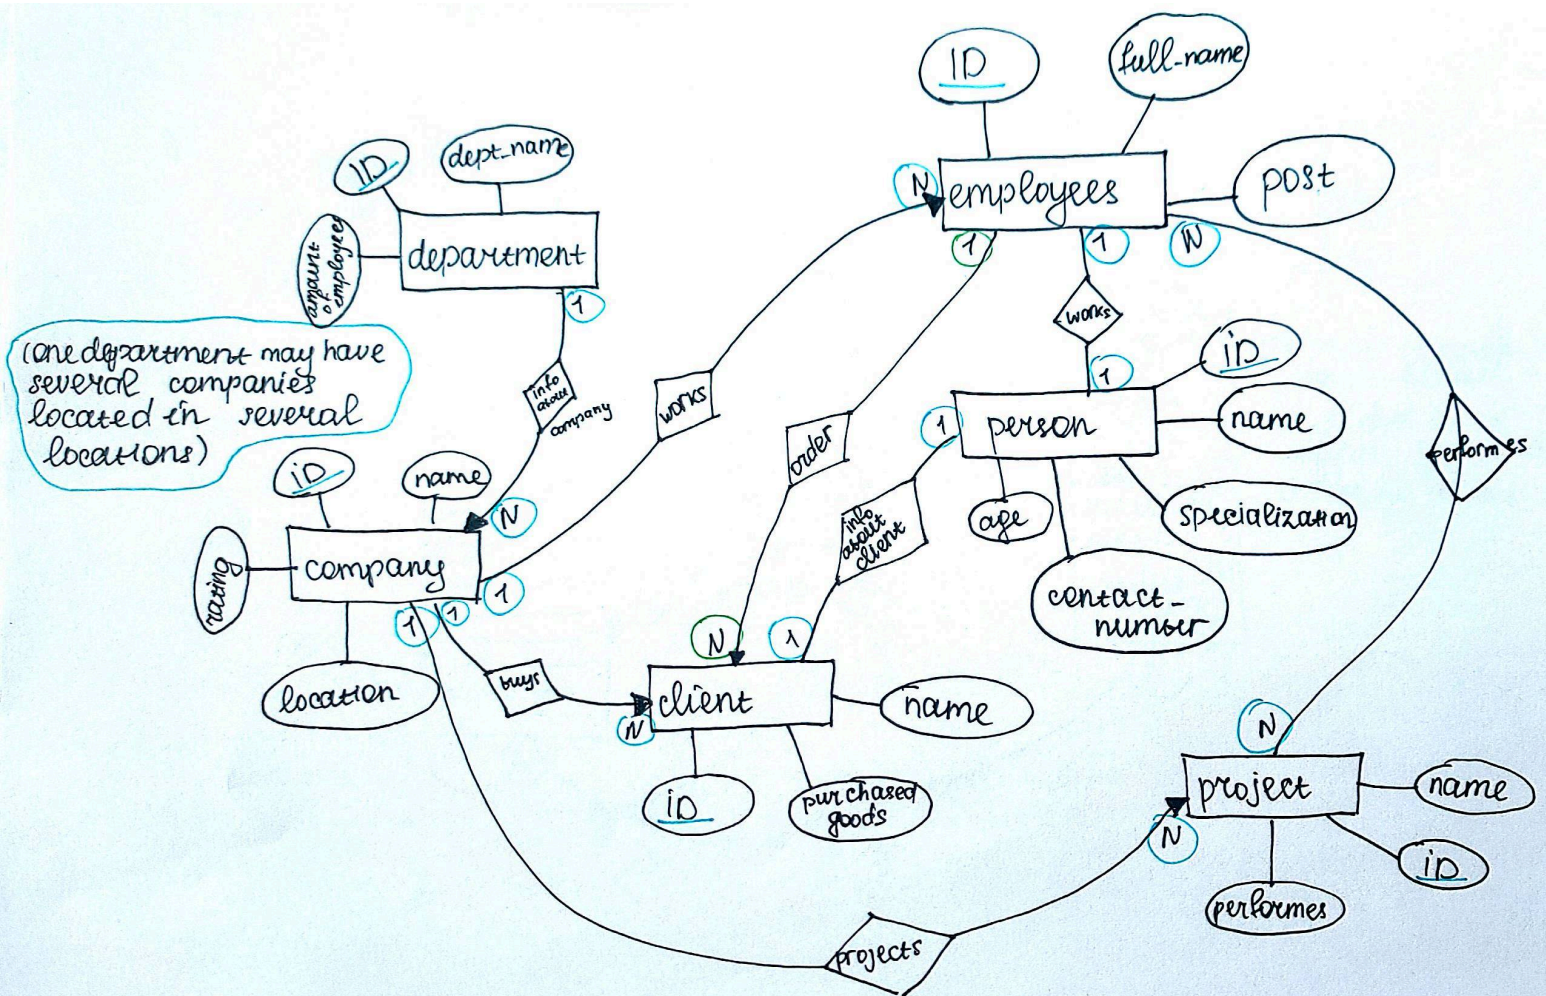 ID
full-name
ID
dept-name
N
employees
post
department
1
1
N
amount
of
employees
1
works
(one department may have
several companies
located in several
locations)
info
about
company
works
1
iD
order
1
person
name
performes
iD
name
N
info
about
client
age
specialization
rating
company
1
contact-
number
1
1
N
1
location
buys
client
name
N
N
iD
purchased
goods
project
name
N
iD
performes
projects